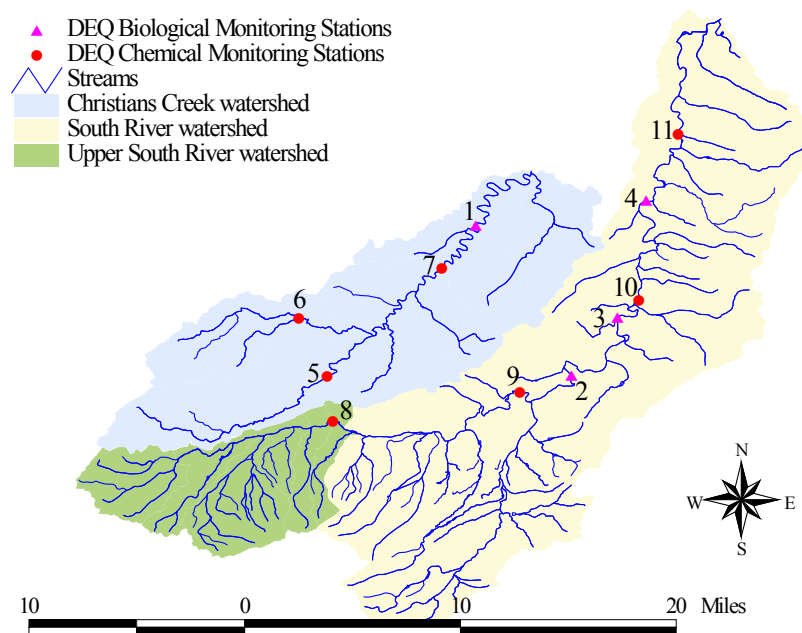 DEQ Biological Monitoring Stations
DEQ Chemical Monitoring Stations
Streams
Christians Creek watershed
South River watershed
Upper South River watershed
11
4
1
7
10
6
3
5
9
2
8
N
W E
S
10 0 10 20 Miles